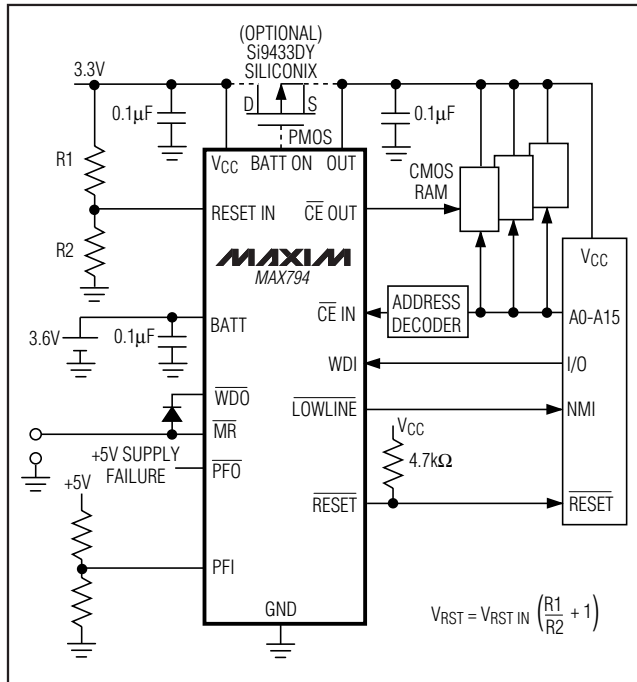 (OPTIONAL)
Si9433DY
SILICONIX
3.3V
D
S
0.1μF
0.1μF
PMOS
R1
VCC
BATT ON
OUT
CMOS
RAM
RESET IN
CE OUT
R2
MAXIM
MAX794
VCC
BATT
CE IN
ADDRESS
DECODER
A0-A15
3.6V
0.1μF
WDI
I/O
WDO
LOWLINE
NMI
MR
VCC
+5V SUPPLY
FAILURE
PFO
4.7kΩ
+5V
RESET
RESET
PFI
GND
VRST = VRST IN (R1/R2 + 1)